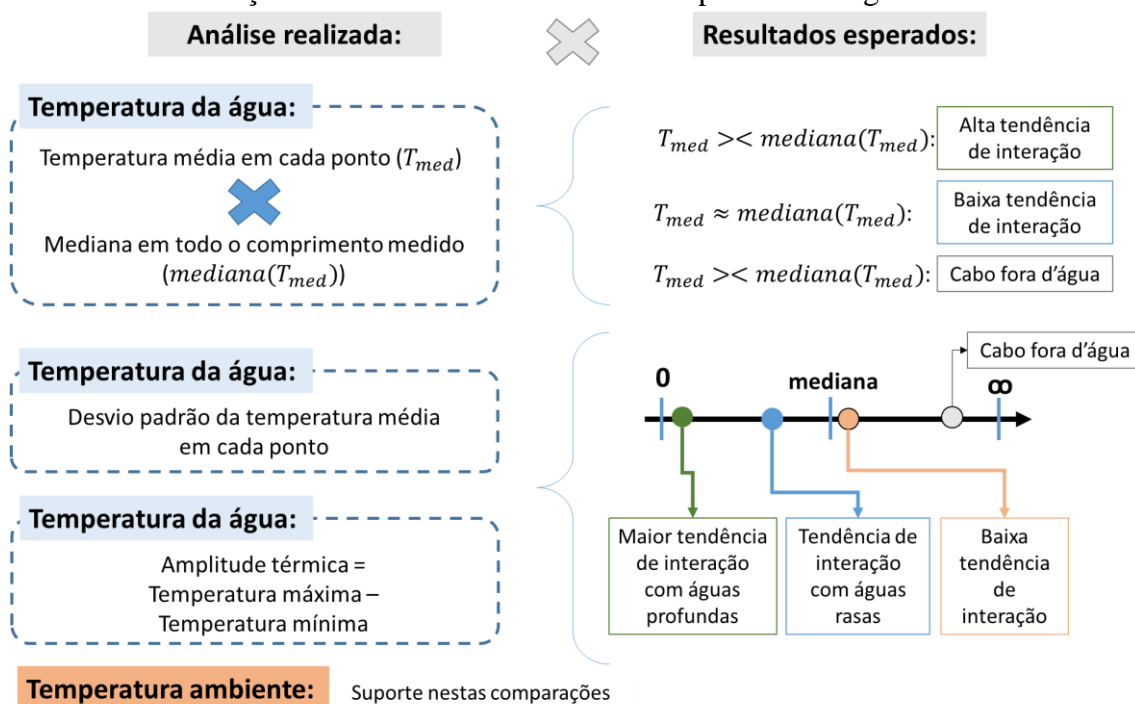 Análise realizada:
Resultados esperados:
Temperatura da água:
Temperatura média em cada ponto (T_med)
Mediana em todo o comprimento medido
(mediana(T_med))
T_med >< mediana(T_med):
Alta tendência
de interação
T_med ≈ mediana(T_med):
Baixa tendência
de interação
T_med >< mediana(T_med):
Cabo fora d'água
Temperatura da água:
Desvio padrão da temperatura média
em cada ponto
Temperatura da água:
Amplitude térmica =
Temperatura máxima –
Temperatura mínima
Cabo fora d'água
0
mediana
∞
Maior tendência
de interação
com águas
profundas
Tendência de
interação
com águas
rasas
Baixa
tendência
de
interação
Temperatura ambiente:
Suporte nestas comparações